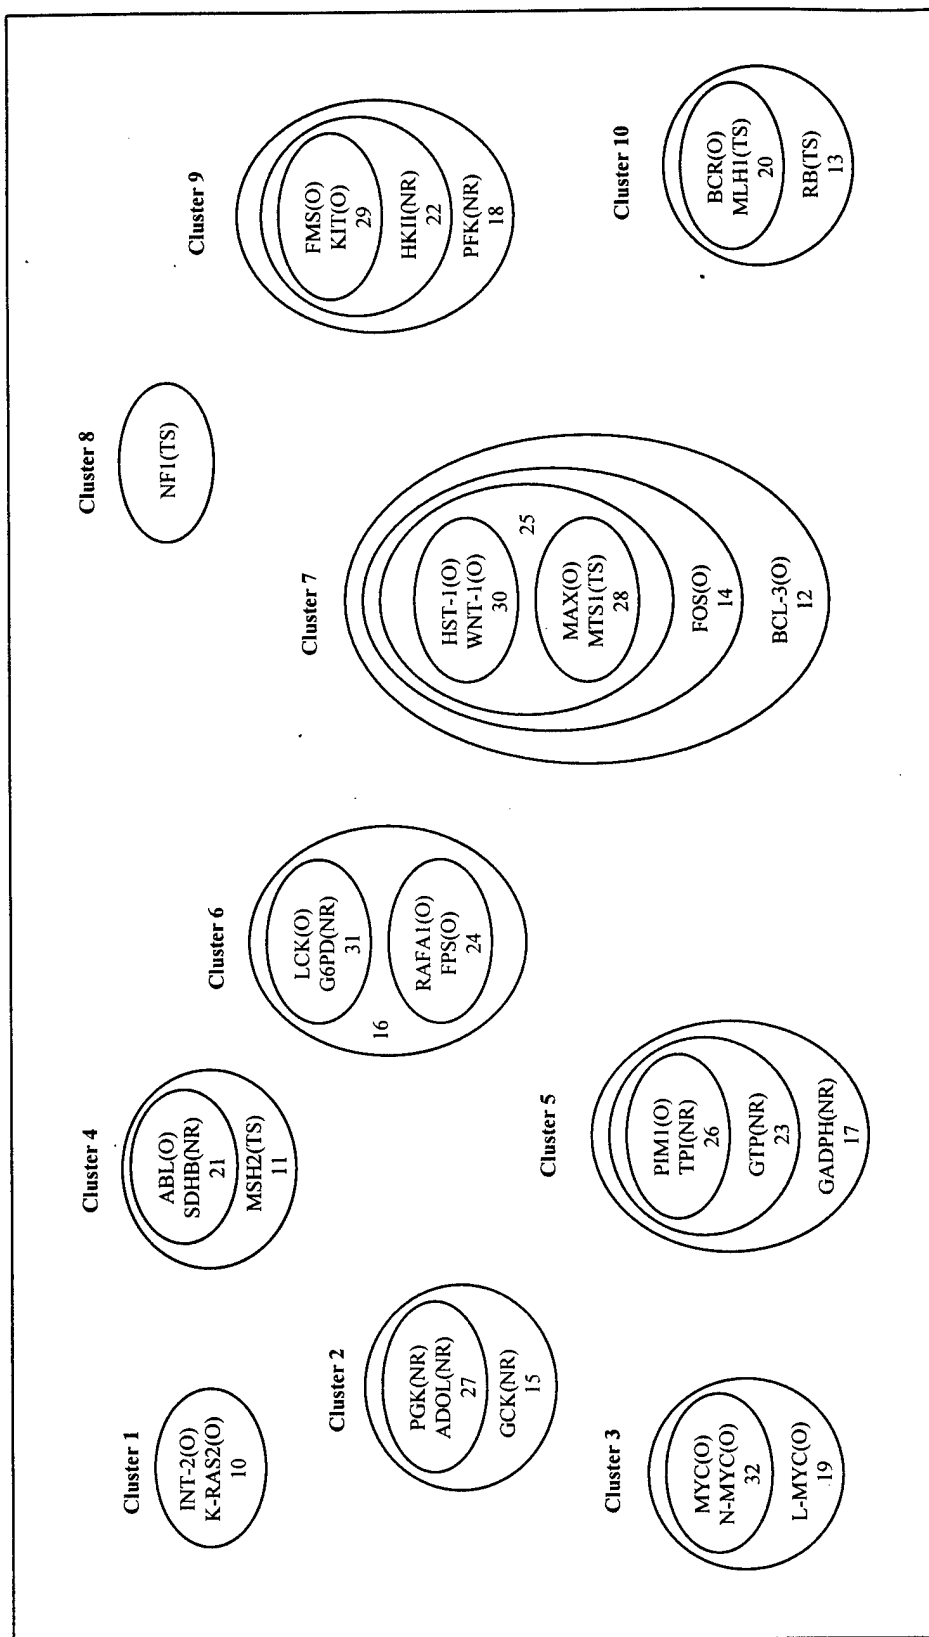 Cluster 1
INT-2(O)
K-RAS2(O)
10
Cluster 2
PGK(NR)
ADOL(NR)
27
GCK(NR)
15
Cluster 3
MYC(O)
N-MYC(O)
32
L-MYC(O)
19
Cluster 4
ABL(O)
SDHB(NR)
21
MSH2(TS)
11
Cluster 5
PIM1(O)
TPI(NR)
26
GTP(NR)
23
GADPH(NR)
17
Cluster 6
LCK(O)
G6PD(NR)
31
16
RAFA1(O)
FPS(O)
24
Cluster 7
HST-1(O)
WNT-1(O)
30
25
MAX(O)
MTS1(TS)
28
FOS(O)
14
BCL-3(O)
12
Cluster 8
NF1(TS)
Cluster 9
FMS(O)
KIT(O)
29
HKII(NR)
22
PFK(NR)
18
Cluster 10
BCR(O)
MLH1(TS)
20
RB(TS)
13